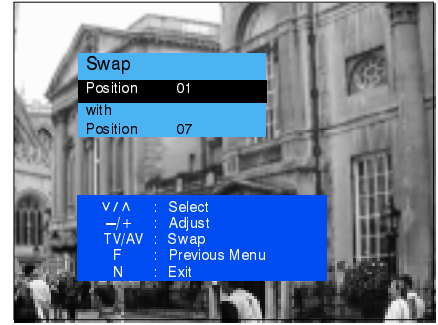 Swap
Position 01
with
Position 07
∨/∧ : Select
–/+ : Adjust
TV/AV : Swap
F : Previous Menu
N : Exit